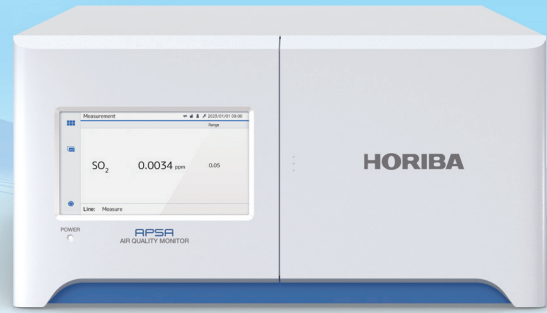 Measurement 2025/01/01 00:00
Range
SO₂ 0.0034 ppm 0.05
Line: Measure
HORIBA
POWER
APSA
AIR QUALITY MONITOR